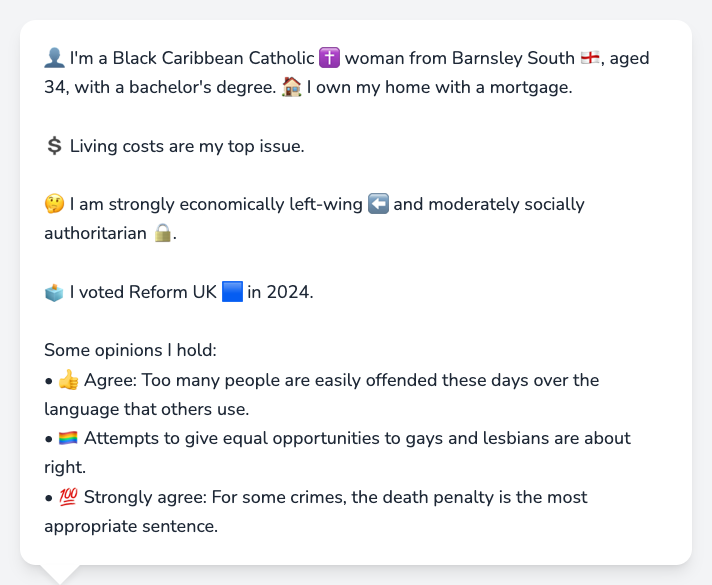 👤 I'm a Black Caribbean Catholic ✝️ woman from Barnsley South 🏴󠁧󠁢󠁥󠁮󠁧󠁿, aged
34, with a bachelor's degree. 🏠 I own my home with a mortgage.
💲 Living costs are my top issue.
🤔 I am strongly economically left-wing ⬅️ and moderately socially
authoritarian 🔒.
🗳️ I voted Reform UK 🟦 in 2024.
Some opinions I hold:
• 👍 Agree: Too many people are easily offended these days over the
language that others use.
• 🏳️‍🌈 Attempts to give equal opportunities to gays and lesbians are about
right.
• 💯 Strongly agree: For some crimes, the death penalty is the most
appropriate sentence.